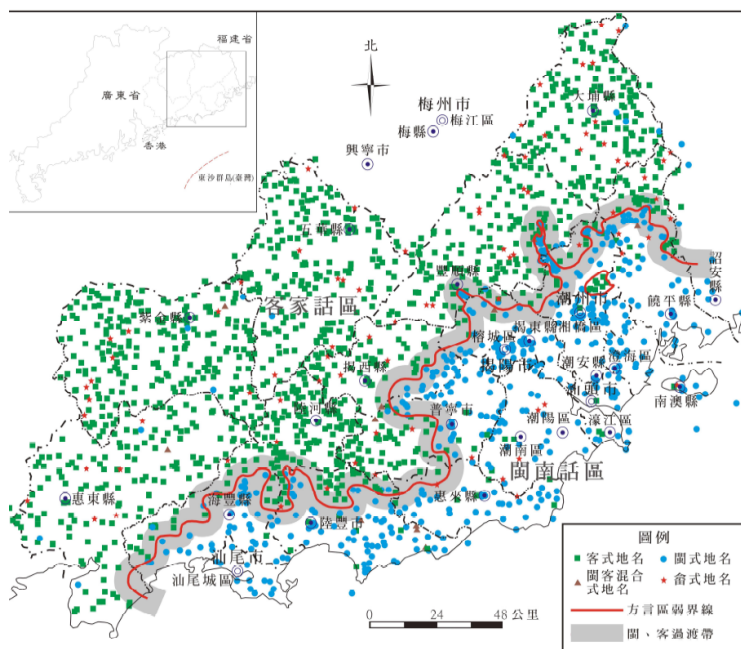 福建省
廣東省
香港
東沙群島(臺灣)
北
梅州市
梅江區
梅縣
興寧市
大埔縣
五華縣
豐順縣
詔安縣
客家話區
紫金縣
潮州市
饒平縣
榕城區
揭東縣
湘橋區
揭陽市
潮安縣
澄海區
揭西縣
汕頭市
南澳縣
陸河縣
普寧市
潮陽區
濠江區
潮南區
閩南話區
惠東縣
海豐縣
惠來縣
陸豐市
汕尾市
汕尾城區
0 24 48 公里
圖例
客式地名
閩式地名
閩客混合
式地名
畲式地名
方言區弱界線
閩、客過渡帶